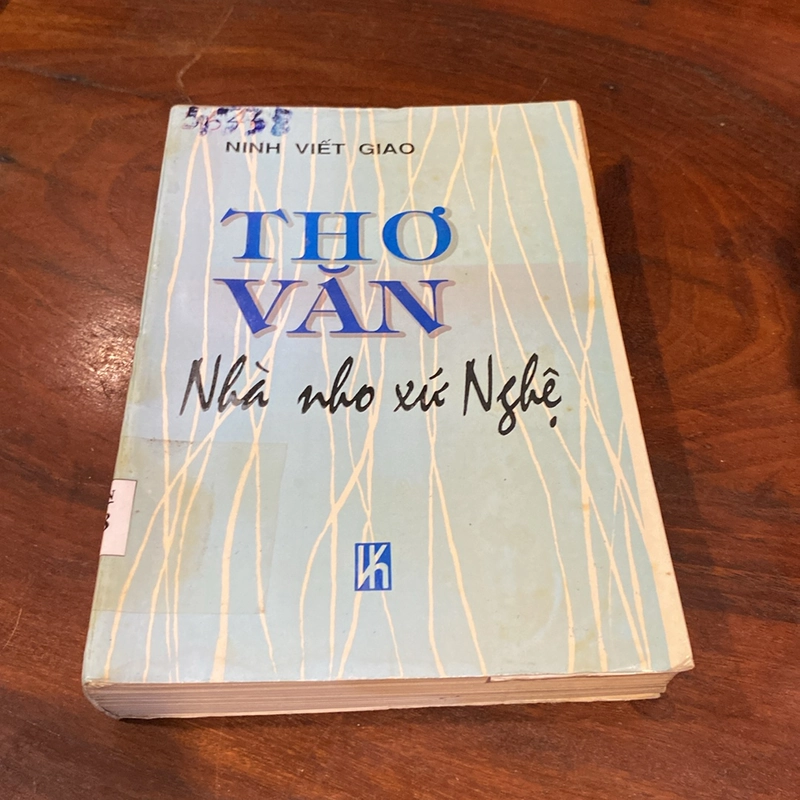 NINH VIẾT GIAO
THƠ
VĂN
Nhà nho xứ Nghệ